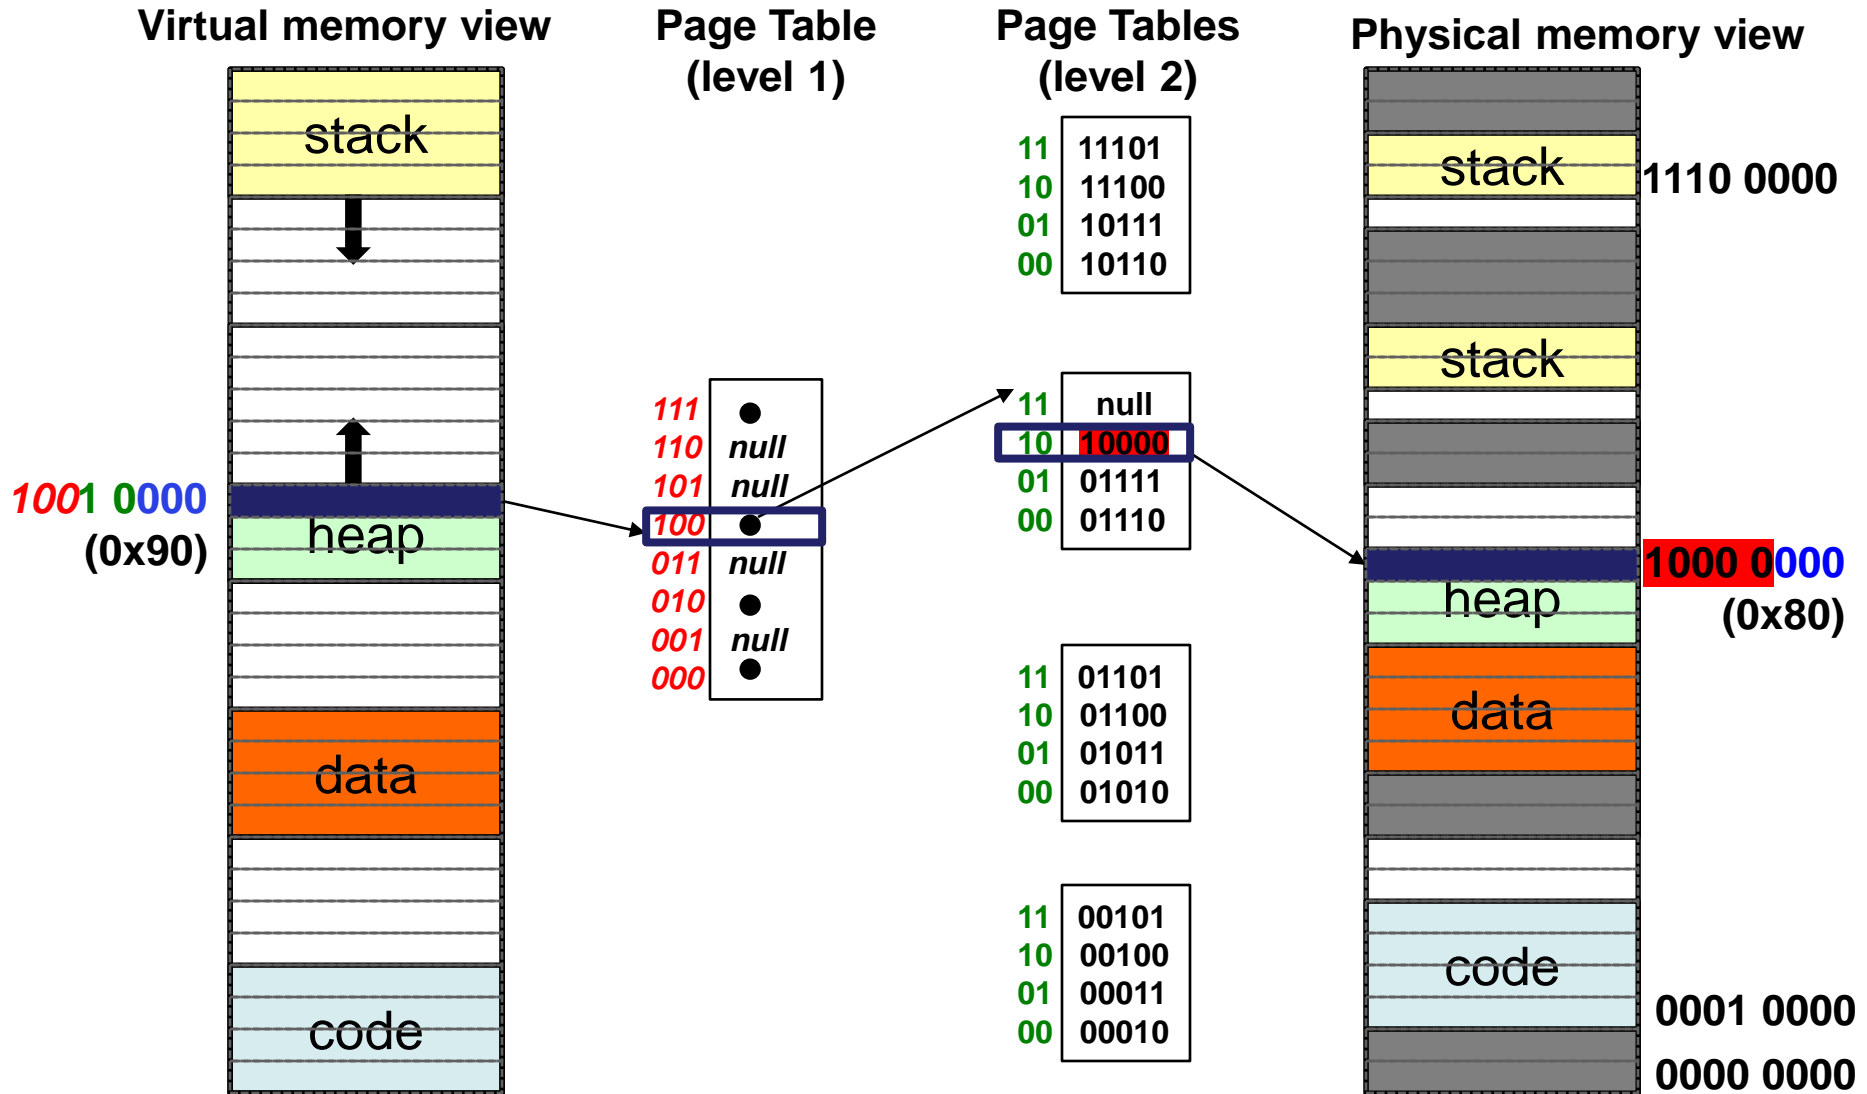 Virtual memory view
stack
1001 0000
(0x90)
heap
data
code
Page Table
(level 1)
111
110 null
101 null
100
011 null
010
001 null
000
Page Tables
(level 2)
11 11101
10 11100
01 10111
00 10110
11 null
10 10000
01 01111
00 01110
11 01101
10 01100
01 01011
00 01010
11 00101
10 00100
01 00011
00 00010
Physical memory view
stack 1110 0000
stack
1000 0000
heap (0x80)
data
code
0001 0000
0000 0000